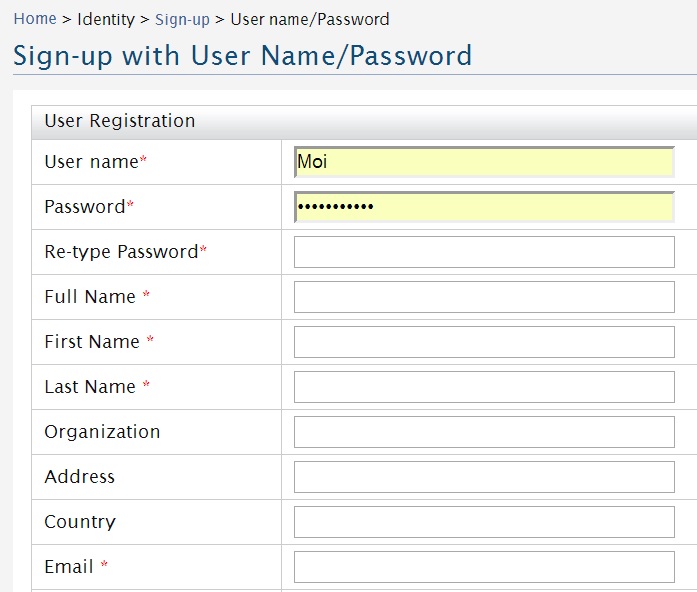 Home > Identity > Sign-up > User name/Password
Sign-up with User Name/Password
User Registration
User name* Moi
Password* •••••••••••
Re-type Password*
Full Name *
First Name *
Last Name *
Organization
Address
Country
Email *